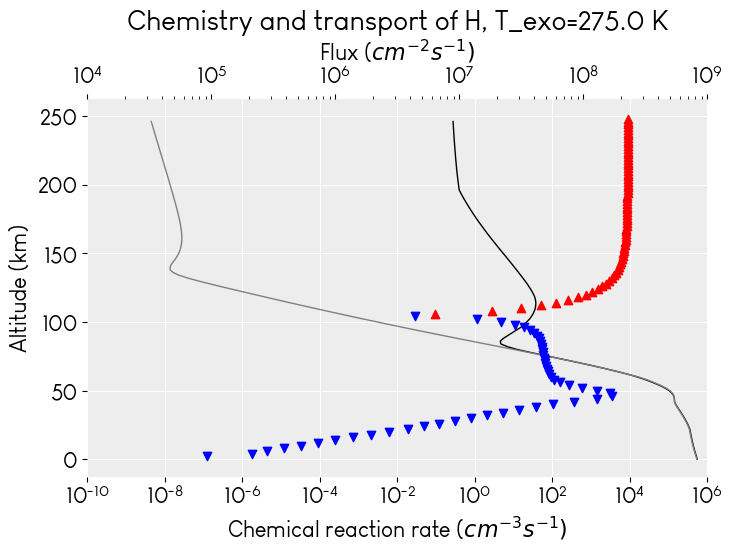 Chemistry and transport of H, T_exo=275.0 K
Flux (cm⁻²s⁻¹)
10⁴ 10⁵ 10⁶ 10⁷ 10⁸ 10⁹
250
200
150
100
50
0
Altitude (km)
10⁻¹⁰ 10⁻⁸ 10⁻⁶ 10⁻⁴ 10⁻² 10⁰ 10² 10⁴ 10⁶
Chemical reaction rate (cm⁻³s⁻¹)